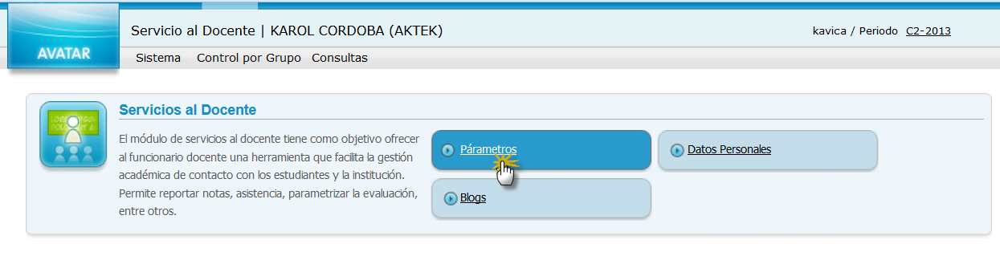 Servicio al Docente | KAROL CORDOBA (AKTEK)
kavica / Periodo C2-2013
AVATAR
Sistema Control por Grupo Consultas
Servicios al Docente
El módulo de servicios al docente tiene como objetivo ofrecer
al funcionario docente una herramienta que facilita la gestión
académica de contacto con los estudiantes y la institución.
Permite reportar notas, asistencia, parametrizar la evaluación,
entre otros.
Párametros
Datos Personales
Blogs